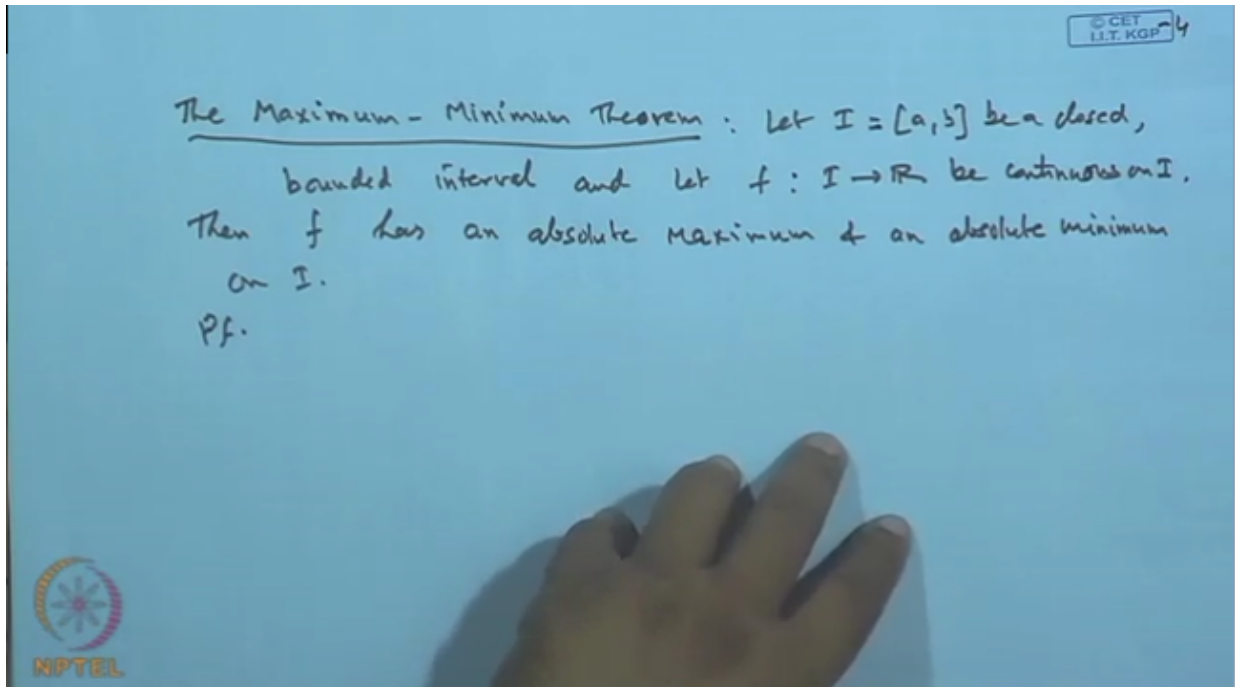 © CET
I.I.T. KGP -4
The Maximum - Minimum Theorem : Let I = [a, b] be a closed,
bounded interval and let f : I → R be continuous on I.
Then f has an absolute maximum & an absolute minimum
on I.
Pf.
NPTEL